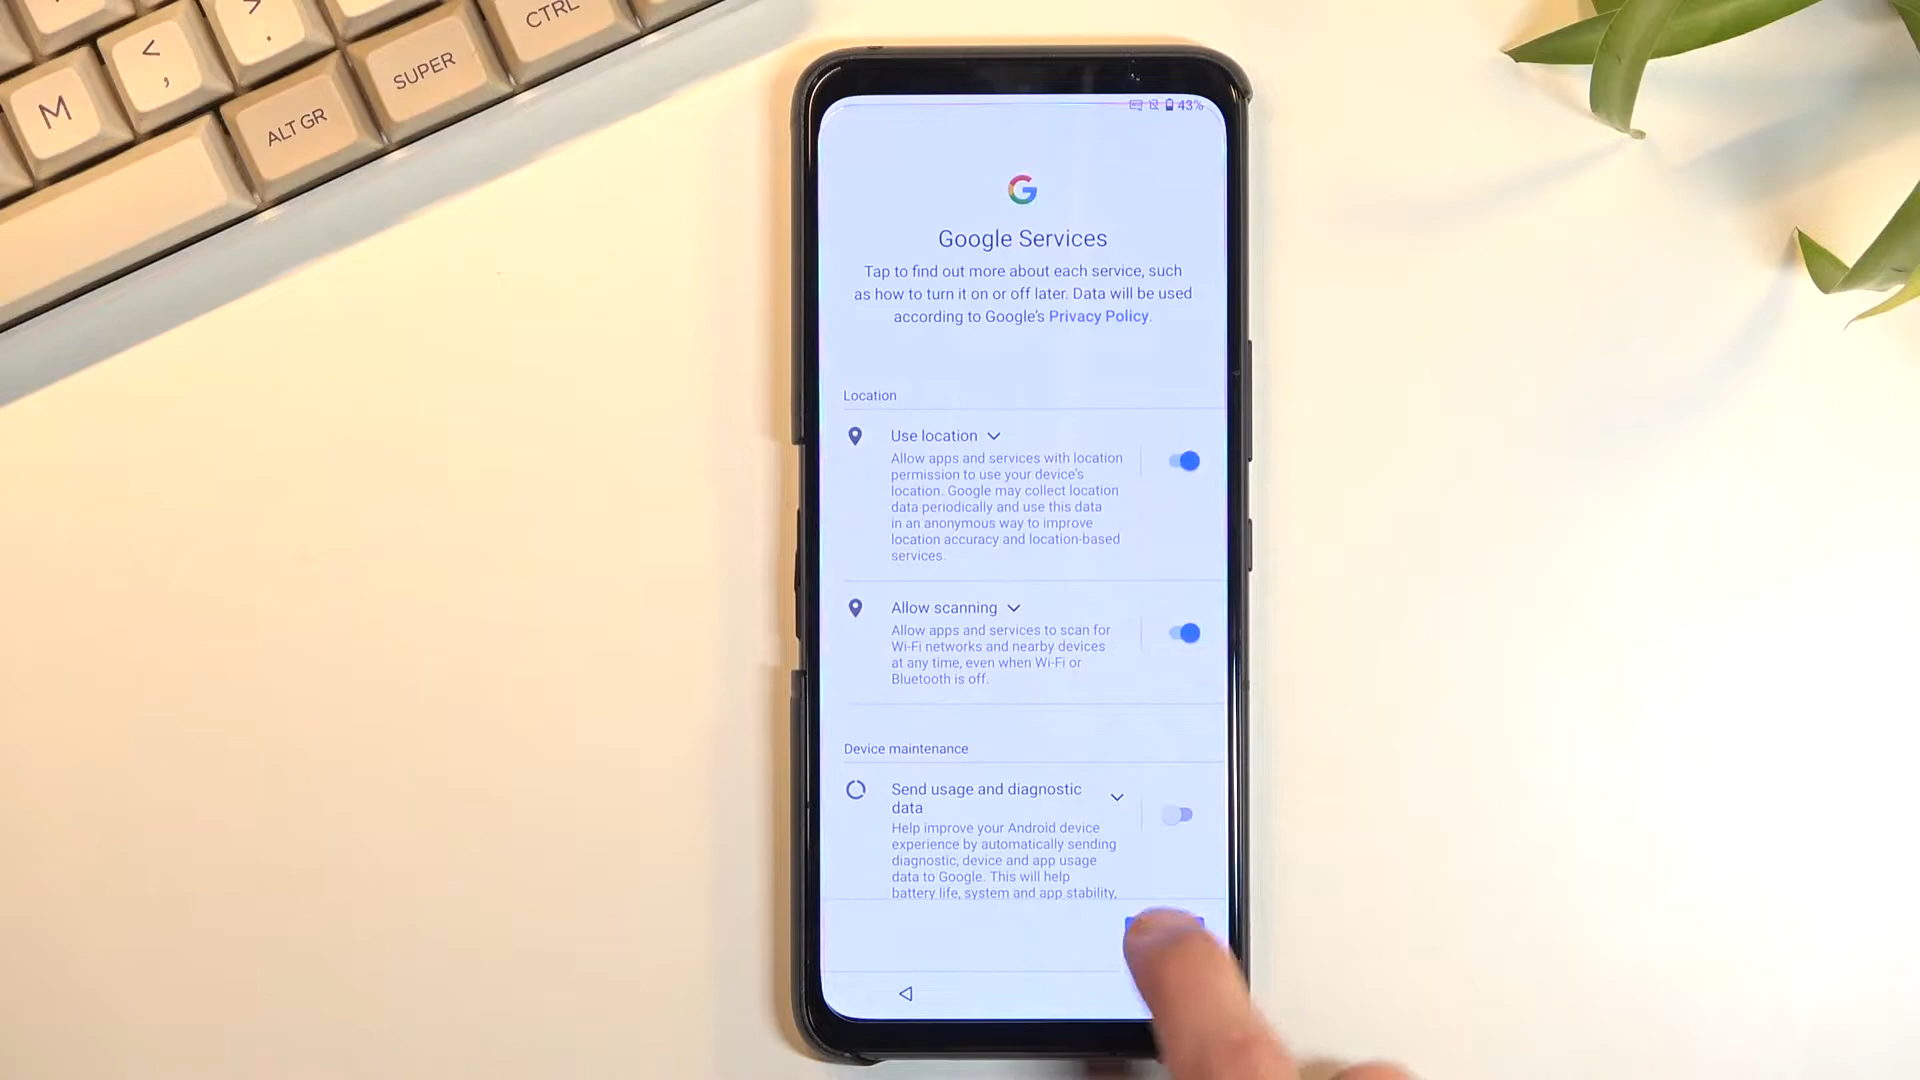 M
<
,
>
.
ALT GR
SUPER
CTRL
43%
G
Google Services
Tap to find out more about each service, such
as how to turn it on or off later. Data will be used
according to Google's Privacy Policy.
Location
Use location
Allow apps and services with location
permission to use your device's
location. Google may collect location
data periodically and use this data
in an anonymous way to improve
location accuracy and location-based
services.
Allow scanning
Allow apps and services to scan for
Wi-Fi networks and nearby devices
at any time, even when Wi-Fi or
Bluetooth is off.
Device maintenance
Send usage and diagnostic
data
Help improve your Android device
experience by automatically sending
diagnostic, device and app usage
data to Google. This will help
battery life, system and app stability,